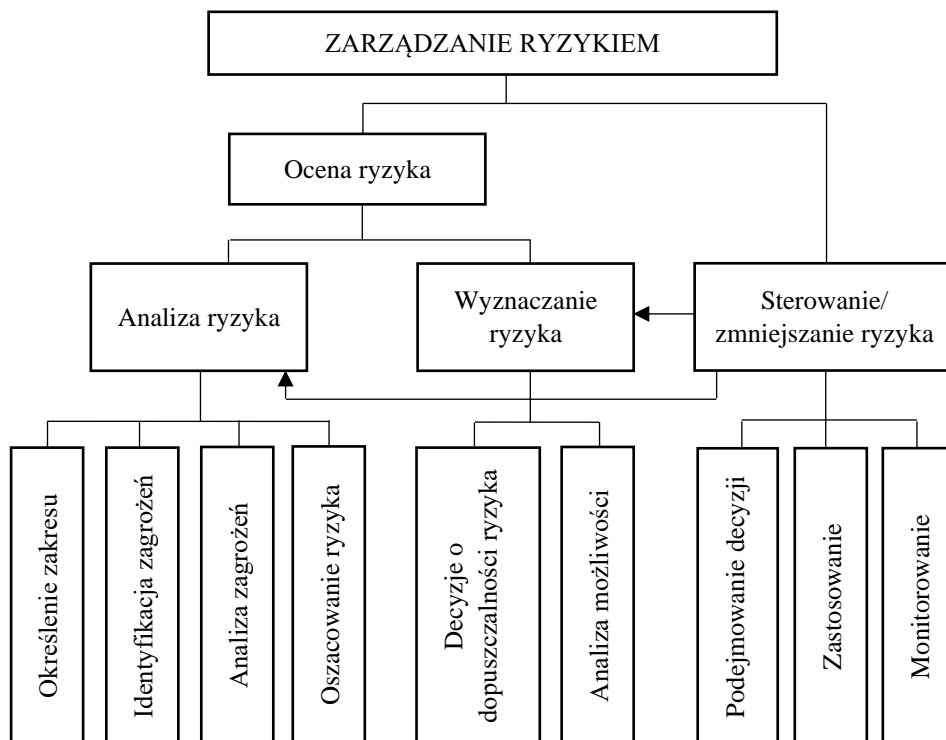 ZARZĄDZANIE RYZYKIEM
Ocena ryzyka
Analiza ryzyka
Wyznaczanie
ryzyka
Sterowanie/
zmniejszanie ryzyka
Określenie zakresu
Identyfikacja zagrożeń
Analiza zagrożeń
Oszacowanie ryzyka
Decyzje o
dopuszczalności ryzyka
Analiza możliwości
Podejmowanie decyzji
Zastosowanie
Monitorowanie